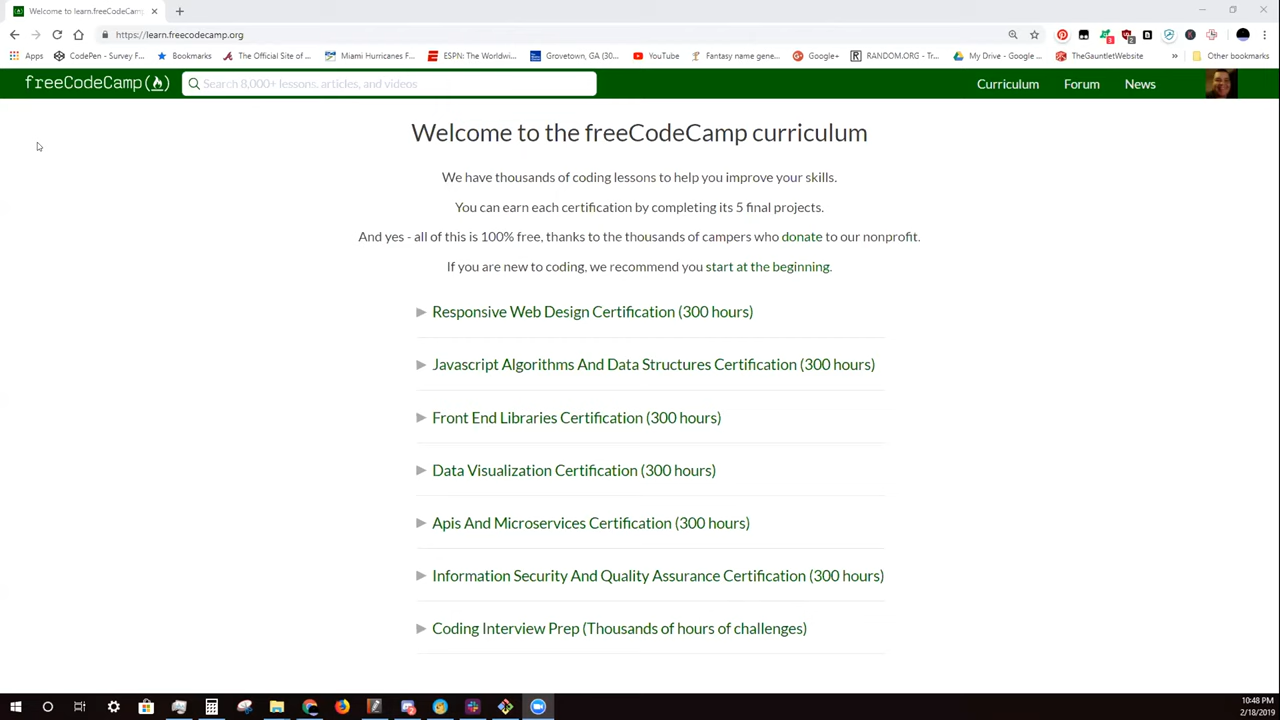 Welcome to learn.freeCodeCamp
https://learn.freecodecamp.org
Apps CodePen - Survey F... Bookmarks The Official Site of ... Miami Hurricanes F... ESPN: The Worldwi... Grovetown, GA (30... YouTube Fantasy name gene... Google+ RANDOM.ORG - Tr... My Drive - Google ... TheGauntletWebsite » Other bookmarks
freeCodeCamp Search 8,000+ lessons, articles, and videos Curriculum Forum News
Welcome to the freeCodeCamp curriculum
We have thousands of coding lessons to help you improve your skills.
You can earn each certification by completing its 5 final projects.
And yes - all of this is 100% free, thanks to the thousands of campers who donate to our nonprofit.
If you are new to coding, we recommend you start at the beginning.
Responsive Web Design Certification (300 hours)
Javascript Algorithms And Data Structures Certification (300 hours)
Front End Libraries Certification (300 hours)
Data Visualization Certification (300 hours)
Apis And Microservices Certification (300 hours)
Information Security And Quality Assurance Certification (300 hours)
Coding Interview Prep (Thousands of hours of challenges)
10:48 PM
2/18/2019